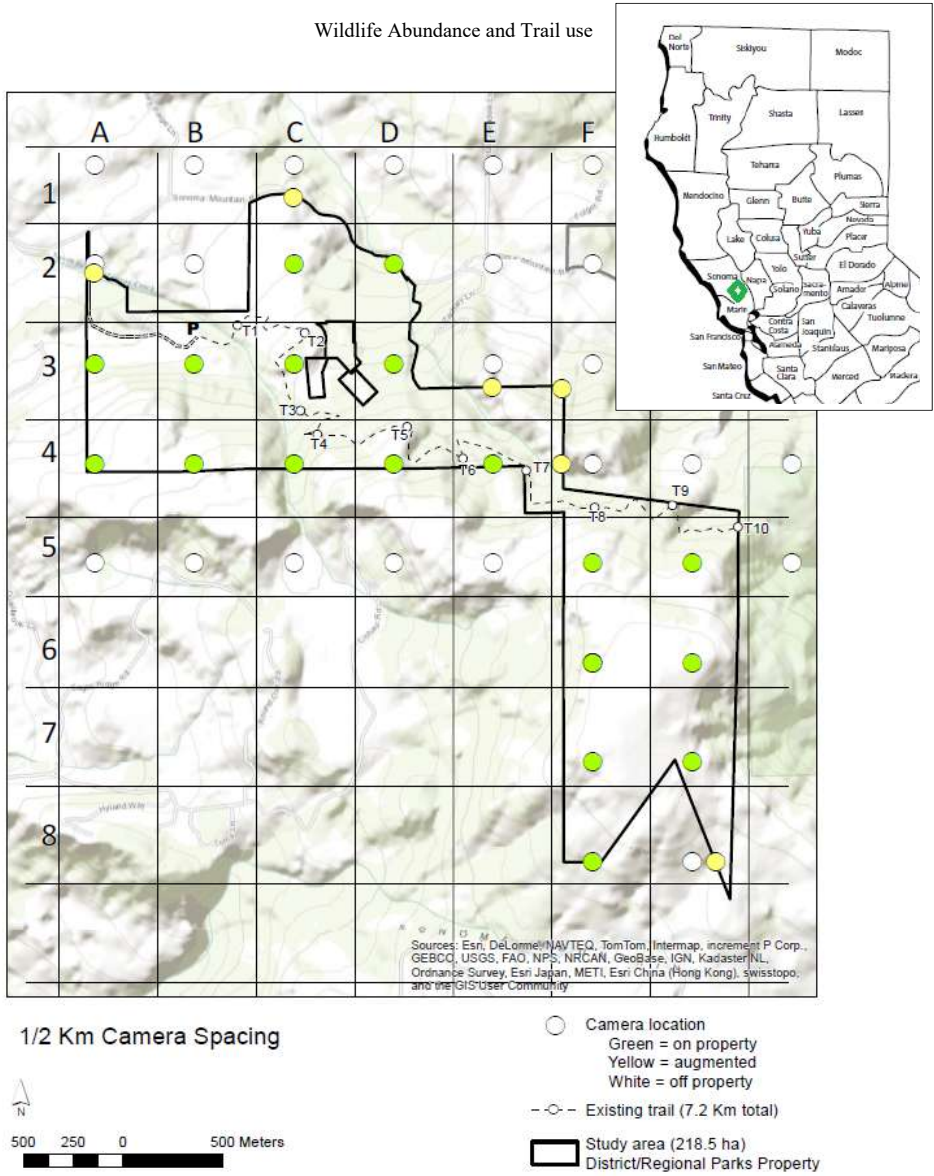 Wildlife Abundance and Trail use
Del
Norte
Siskiyou
Modoc
Trinity
Shasta
Lassen
Humboldt
Tehama
Plumas
Mendocino
Glenn
Butte
Sierra
Nevada
Lake
Colusa
Yuba
Placer
Sutter
Sonoma
Napa
Yolo
El Dorado
Solano
Sacra-
mento
Amador
Alpine
Marin
Calaveras
Contra
Costa
San
Joaquin
Tuolumne
San Francisco
Alameda
Stanislaus
Mariposa
San Mateo
Santa
Clara
Merced
Madera
Santa Cruz
A B C D E F
1
Sonoma Mountain
2
P
T1
T2
3
T3
T4
T5
4
T6
T7
T8
T9
T10
5
6
7
Hyland Way
8
S O N O M
Sources: Esri, DeLorme, NAVTEQ, TomTom, Intermap, increment P Corp.,
GEBCO, USGS, FAO, NPS, NRCAN, GeoBase, IGN, Kadaster NL,
Ordnance Survey, Esri Japan, METI, Esri China (Hong Kong), swisstopo,
and the GIS User Community
1/2 Km Camera Spacing
N
500 250 0 500 Meters
Camera location
Green = on property
Yellow = augmented
White = off property
Existing trail (7.2 Km total)
Study area (218.5 ha)
District/Regional Parks Property